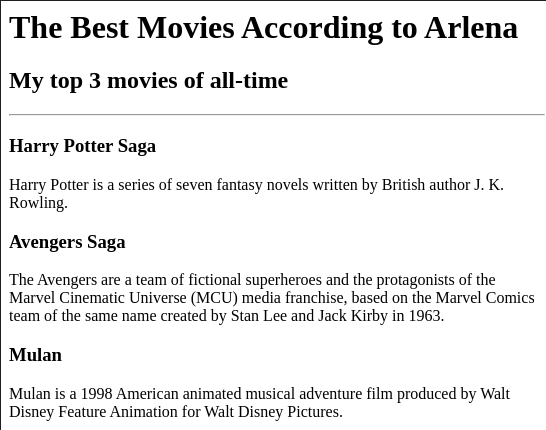 The Best Movies According to Arlena
My top 3 movies of all-time
Harry Potter Saga
Harry Potter is a series of seven fantasy novels written by British author J. K.
Rowling.
Avengers Saga
The Avengers are a team of fictional superheroes and the protagonists of the
Marvel Cinematic Universe (MCU) media franchise, based on the Marvel Comics
team of the same name created by Stan Lee and Jack Kirby in 1963.
Mulan
Mulan is a 1998 American animated musical adventure film produced by Walt
Disney Feature Animation for Walt Disney Pictures.